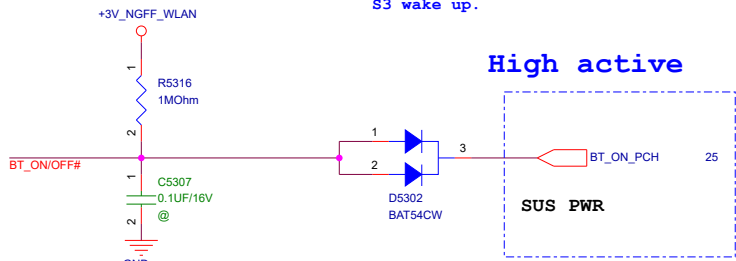 S3 wake up.
+3V_NGFF_WLAN
High active
1
R5316
1MOhm
2
BT_ON/OFF#
1
2
3
BT_ON_PCH
25
1
C5307
0.1UF/16V
@
2
D5302
BAT54CW
SUS PWR
GND